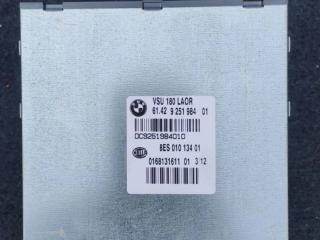 VSU 180 LAOR
61.42 9 251 984 01
DC9251984010
8ES 010 134 01
0168131611 01 3 12